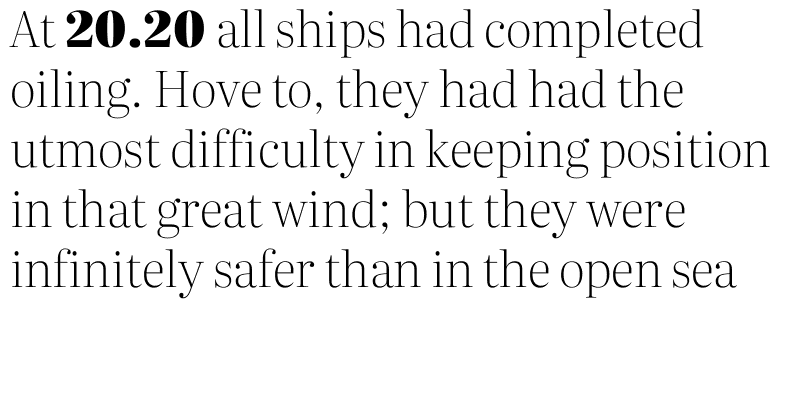 At 20.20 all ships had completed
oiling. Hove to, they had had the
utmost difficulty in keeping position
in that great wind; but they were
infinitely safer than in the open sea